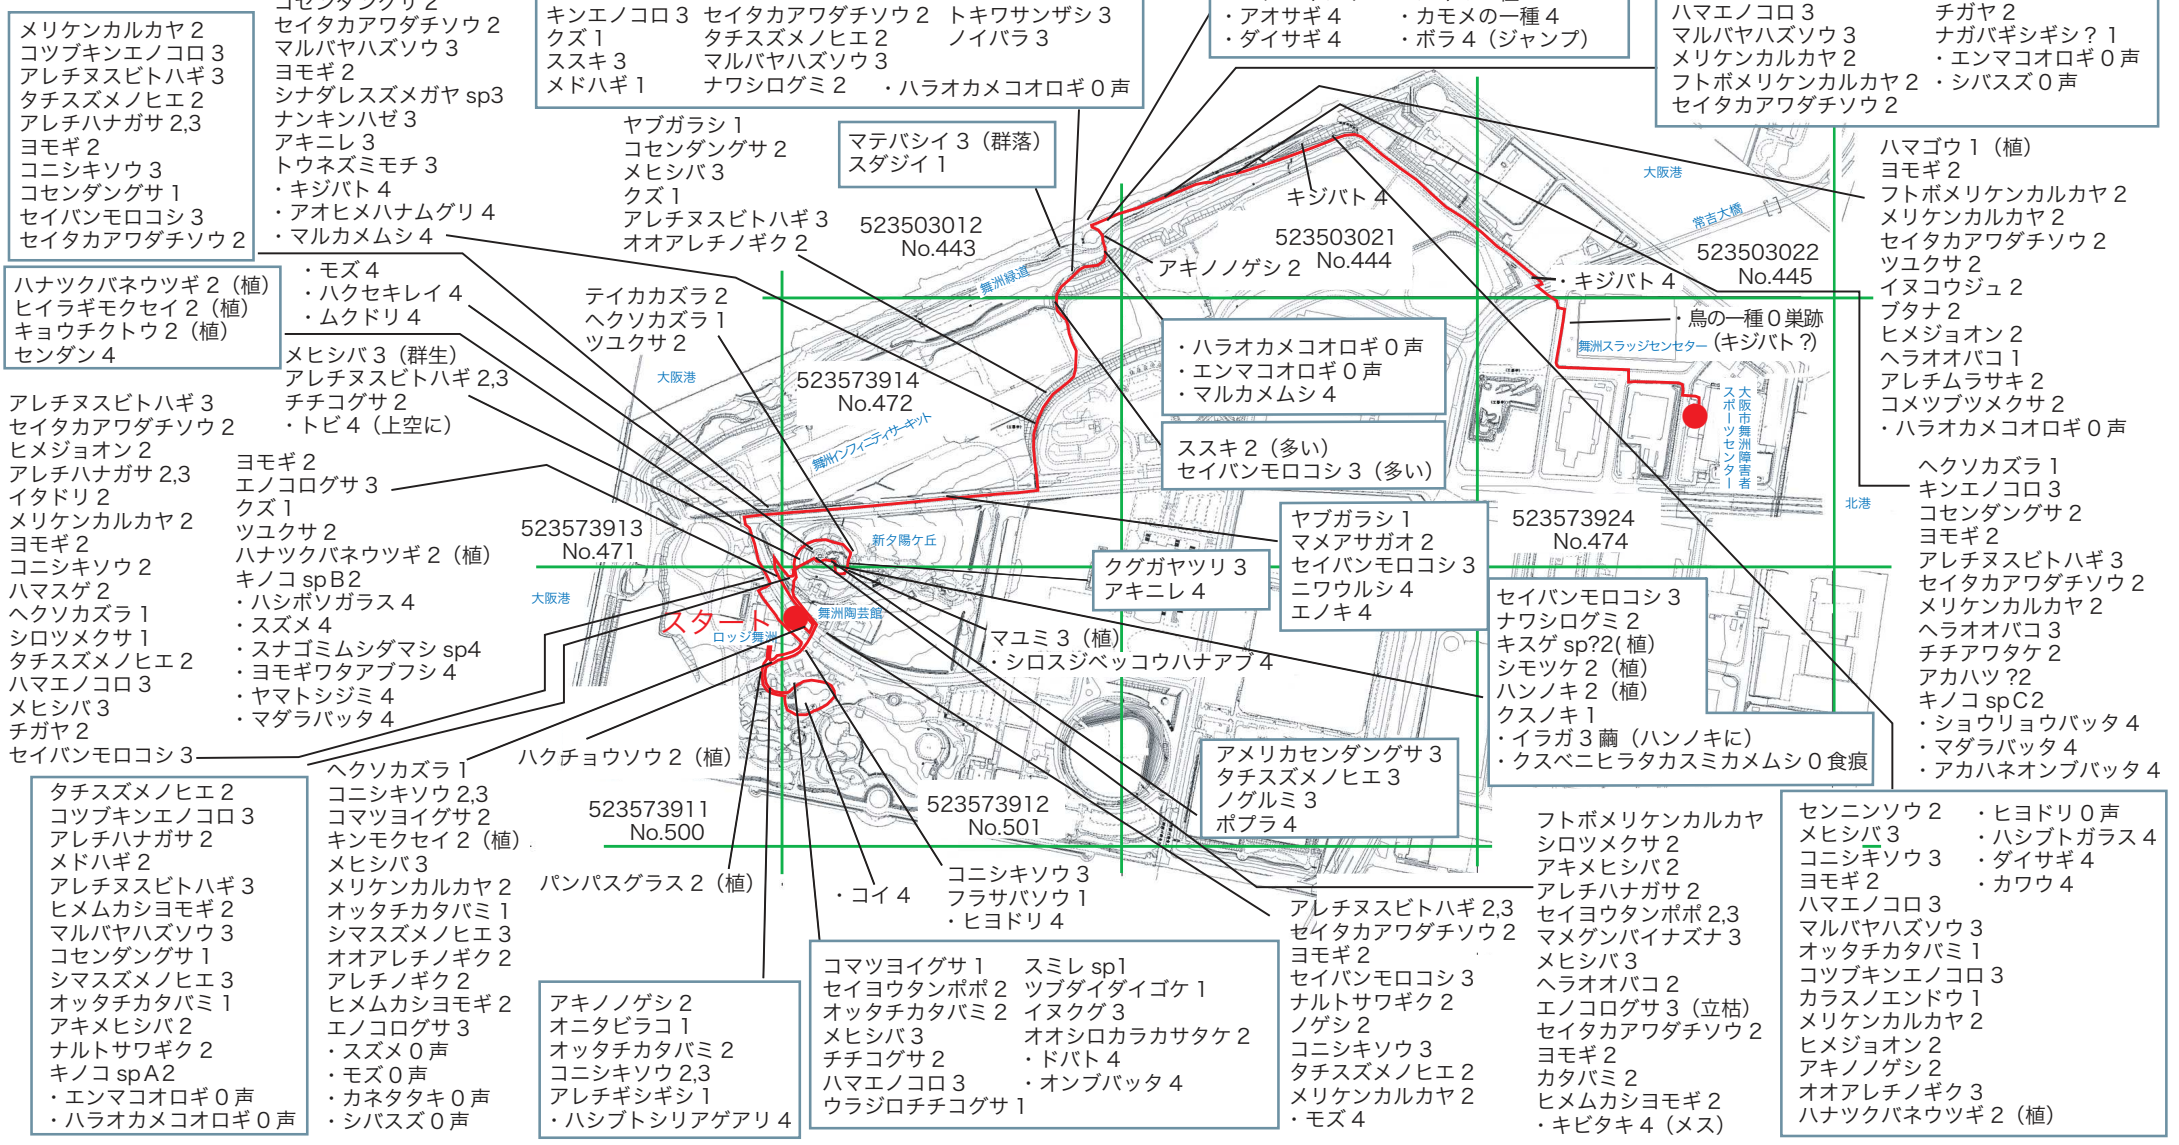 メリケンカルカヤ 2
コツブキンエノコロ 3
アレチヌスビトハギ 3
タチスズメノヒエ 2
アレチハナガサ 2,3
ヨモギ 2
コニシキソウ 3
コセンダングサ 1
セイバンモロコシ 3
セイタカアワダチソウ 2
コセンダングサ 2
セイタカアワダチソウ 2
マルバヤハズソウ 3
ヨモギ 2
シナダレスズメガヤ sp3
ナンキンハゼ 3
アキニレ 3
トウネズミモチ 3
・キジバト 4
・アオヒメハナムグリ 4
・マルカメムシ 4
キンエノコロ 3
クズ 1
ススキ 3
メドハギ 1
セイタカアワダチソウ 2
タチスズメノヒエ 2
マルバヤハズソウ 3
ナワシログミ 2
トキワサンザシ 3
ノイバラ 3
・ハラオカメコオロギ 0 声
・アオサギ 4
・ダイサギ 4
・カモメの一種 4
・ボラ 4（ジャンプ）
ハマエノコロ 3
マルバヤハズソウ 3
メリケンカルカヤ 2
フトボメリケンカルカヤ 2
セイタカアワダチソウ 2
チガヤ 2
ナガバギシギシ? 1
・エンマコオロギ 0 声
・シバスズ 0 声
ヤブガラシ 1
コセンダングサ 2
メヒシバ 3
クズ 1
アレチヌスビトハギ 3
オオアレチノギク 2
マテバシイ 3（群落）
スダジイ 1
523503012
No.443
キジバト 4
523503021
No.444
アキノノゲシ 2
舞洲緑道
大阪港
常吉大橋
523503022
No.445
・キジバト 4
・鳥の一種 0 巣跡
（キジバト ?）
舞洲スラッジセンセター
大阪市舞洲障害者
スポーツセンター
ハマゴウ 1（植）
ヨモギ 2
フトボメリケンカルカヤ 2
メリケンカルカヤ 2
セイタカアワダチソウ 2
ツユクサ 2
イヌコウジュ 2
ブタナ 2
ヒメジョオン 2
ヘラオオバコ 1
アレチムラサキ 2
コメツブツメクサ 2
・ハラオカメコオロギ 0 声
ハナツクバネウツギ 2（植）
ヒイラギモクセイ 2（植）
キョウチクトウ 2（植）
センダン 4
・モズ 4
・ハクセキレイ 4
・ムクドリ 4
メヒシバ 3（群生）
アレチヌスビトハギ 2,3
チチコグサ 2
・トビ 4（上空に）
テイカカズラ 2
ヘクソカズラ 1
ツユクサ 2
大阪港
523573914
No.472
舞洲インフィニティサーキット
・ハラオカメコオロギ 0 声
・エンマコオロギ 0 声
・マルカメムシ 4
ススキ 2（多い）
セイバンモロコシ 3（多い）
アレチヌスビトハギ 3
セイタカアワダチソウ 2
ヒメジョオン 2
アレチハナガサ 2,3
イタドリ 2
メリケンカルカヤ 2
ヨモギ 2
コニシキソウ 2
ハマスゲ 2
ヘクソカズラ 1
シロツメクサ 1
タチスズメノヒエ 2
ハマエノコロ 3
メヒシバ 3
チガヤ 2
セイバンモロコシ 3
ヨモギ 2
エノコログサ 3
クズ 1
ツユクサ 2
ハナツクバネウツギ 2（植）
キノコ sp B 2
・ハシボソガラス 4
・スズメ 4
・スナゴミムシダマシ sp4
・ヨモギワタアブフシ 4
・ヤマトシジミ 4
・マダラバッタ 4
523573913
No.471
大阪港
新夕陽ケ丘
スタート
ロッジ舞洲
舞洲陶芸館
クグガヤツリ 3
アキニレ 4
マユミ 3（植）
・シロスジベッコウハナアブ 4
ヤブガラシ 1
マメアサガオ 2
セイバンモロコシ 3
ニワウルシ 4
エノキ 4
523573924
No.474
北港
セイバンモロコシ 3
ナワシログミ 2
キスゲ sp?2( 植）
シモツケ 2（植）
ハンノキ 2（植）
クスノキ 1
・イラガ 3 繭（ハンノキに）
・クスベニヒラタカスミカメムシ 0 食痕
ヘクソカズラ 1
キンエノコロ 3
コセンダングサ 2
ヨモギ 2
アレチヌスビトハギ 3
セイタカアワダチソウ 2
メリケンカルカヤ 2
ヘラオオバコ 3
チチアワタケ 2
アカハツ ?2
キノコ sp C2
・ショウリョウバッタ 4
・マダラバッタ 4
・アカハネオンブバッタ 4
アメリカセンダングサ 3
タチスズメノヒエ 3
ノグルミ 3
ポプラ 4
ハクチョウソウ 2（植）
523573911
No.500
523573912
No.501
パンパスグラス 2（植）
・コイ 4
コニシキソウ 3
フラサバソウ 1
・ヒヨドリ 4
タチスズメノヒエ 2
コツブキンエノコロ 3
アレチハナガサ 2
メドハギ 2
アレチヌスビトハギ 3
ヒメムカシヨモギ 2
マルバヤハズソウ 3
コセンダングサ 1
シマスズメノヒエ 3
オッタチカタバミ 1
アキメヒシバ 2
ナルトサワギク 2
キノコ sp A 2
・エンマコオロギ 0 声
・ハラオカメコオロギ 0 声
ヘクソカズラ 1
コニシキソウ 2,3
コマツヨイグサ 2
キンモクセイ 2（植）
メヒシバ 3
メリケンカルカヤ 2
オッタチカタバミ 1
シマスズメノヒエ 3
オオアレチノギク 2
アレチノギク 2
ヒメムカシヨモギ 2
エノコログサ 3
・スズメ 0 声
・モズ 0 声
・カネタタキ 0 声
・シバスズ 0 声
アキノノゲシ 2
オニタビラコ 1
オッタチカタバミ 2
コニシキソウ 2,3
アレチギシギシ 1
・ハシブトシリアゲアリ 4
コマツヨイグサ 1
セイヨウタンポポ 2
オッタチカタバミ 2
メヒシバ 3
チチコグサ 2
ハマエノコロ 3
ウラジロチチコグサ 1
スミレ sp1
ツブダイダイゴケ 1
イヌクグ 3
オオシロカラカサタケ 2
・ドバト 4
・オンブバッタ 4
アレチヌスビトハギ 2,3
セイタカアワダチソウ 2
ヨモギ 2
セイバンモロコシ 3
ナルトサワギク 2
ノゲシ 2
コニシキソウ 3
タチスズメノヒエ 2
メリケンカルカヤ 2
・モズ 4
フトボメリケンカルカヤ
シロツメクサ 2
アキメヒシバ 2
アレチハナガサ 2
セイヨウタンポポ 2,3
マメグンバイナズナ 3
メヒシバ 3
ヘラオオバコ 2
エノコログサ 3（立枯）
セイタカアワダチソウ 2
ヨモギ 2
カタバミ 2
ヒメムカシヨモギ 2
・キビタキ 4（メス）
センニンソウ 2
メヒシバ 3
コニシキソウ 3
ヨモギ 2
ハマエノコロ 3
マルバヤハズソウ 3
オッタチカタバミ 1
コツブキンエノコロ 3
カラスノエンドウ 1
メリケンカルカヤ 2
ヒメジョオン 2
アキノノゲシ 2
オオアレチノギク 3
ハナツクバネウツギ 2（植）
・ヒヨドリ 0 声
・ハシブトガラス 4
・ダイサギ 4
・カワウ 4